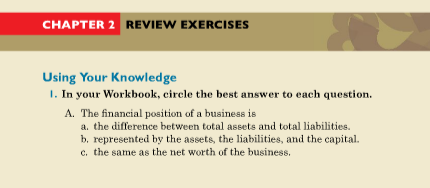 CHAPTER 2 REVIEW EXERCISES
Using Your Knowledge
1. In your Workbook, circle the best answer to each question.
A. The financial position of a business is
a. the difference between total assets and total liabilities.
b. represented by the assets, the liabilities, and the capital.
c. the same as the net worth of the business.